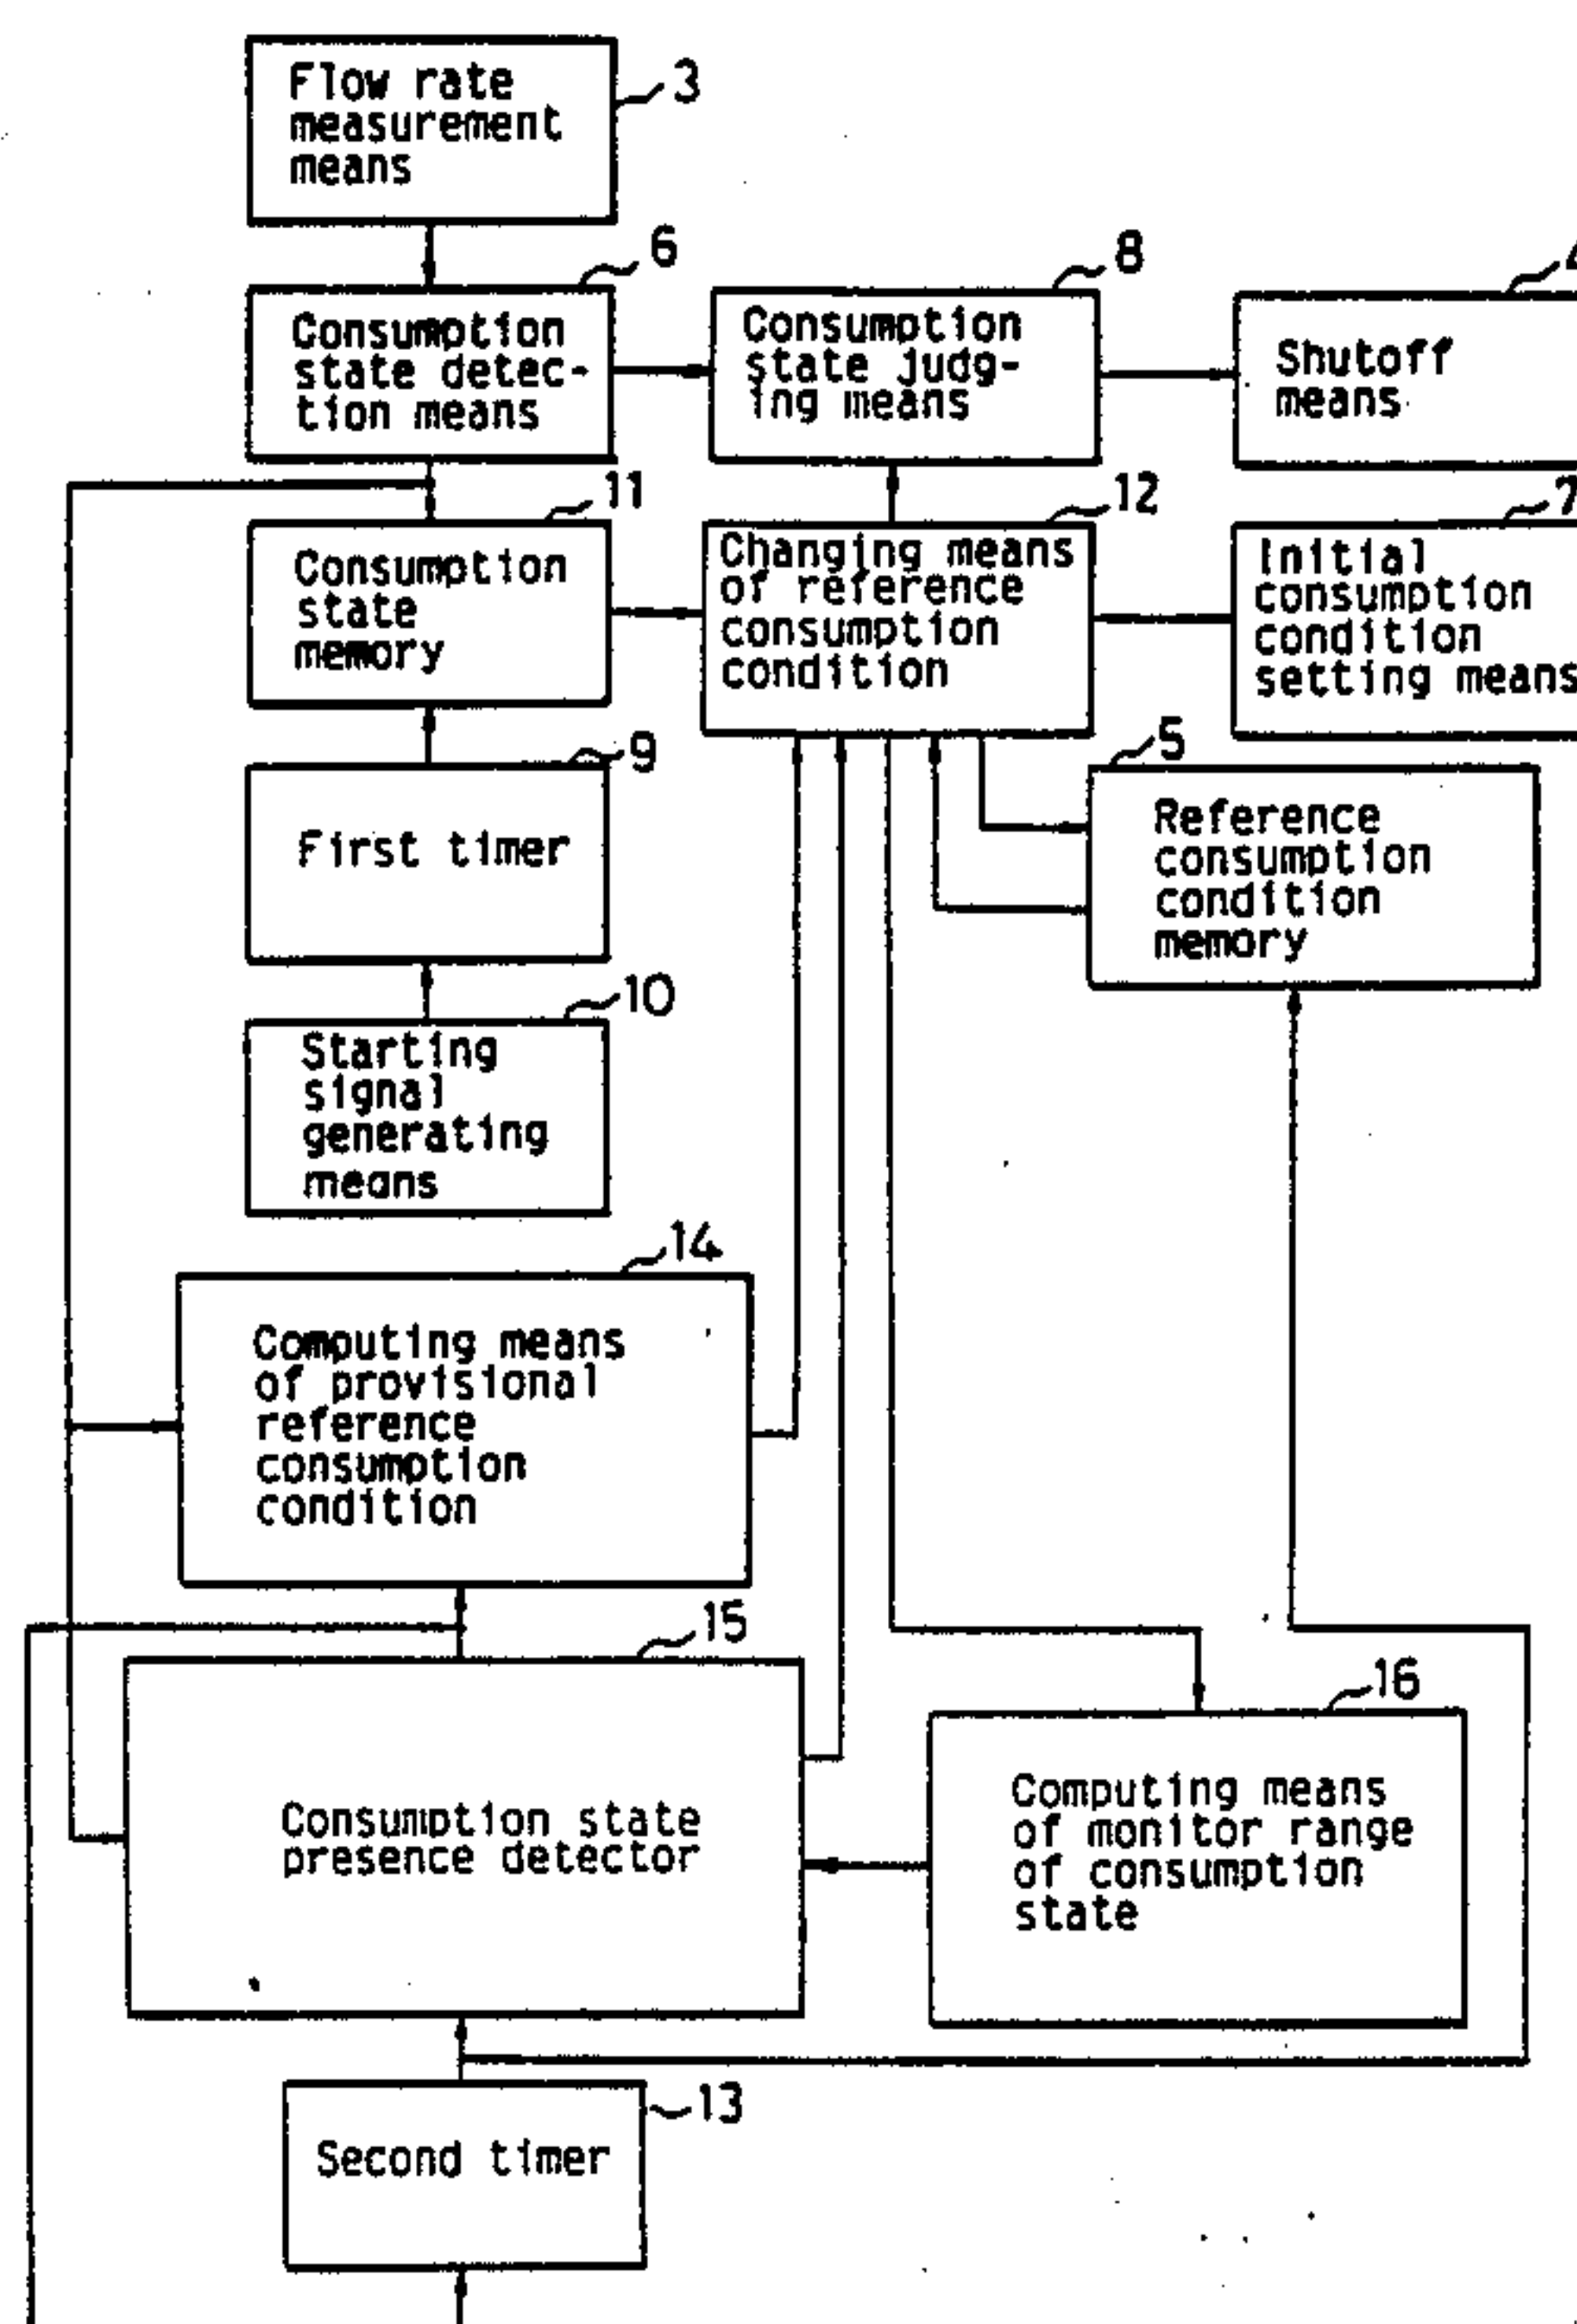 Flow rate
measurement
means
3
6
Consumption
state detec-
tion means
8
Consumption
state judg-
ing means
4
Shutoff
means
11
Consumption
state
memory
12
Changing means
of reference
consumption
condition
7
Initial
consumption
condition
setting means
9
First timer
5
Reference
consumption
condition
memory
10
Starting
signal
generating
means
14
Computing means
of provisional
reference
consumption
condition
15
Consumption state
presence detector
16
Computing means
of monitor range
of consumption
state
13
Second timer